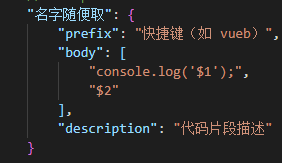 "名字随便取": {
"prefix": "快捷键（如 vueb）",
"body": [
"console.log('$1');",
"$2"
],
"description": "代码片段描述"
}